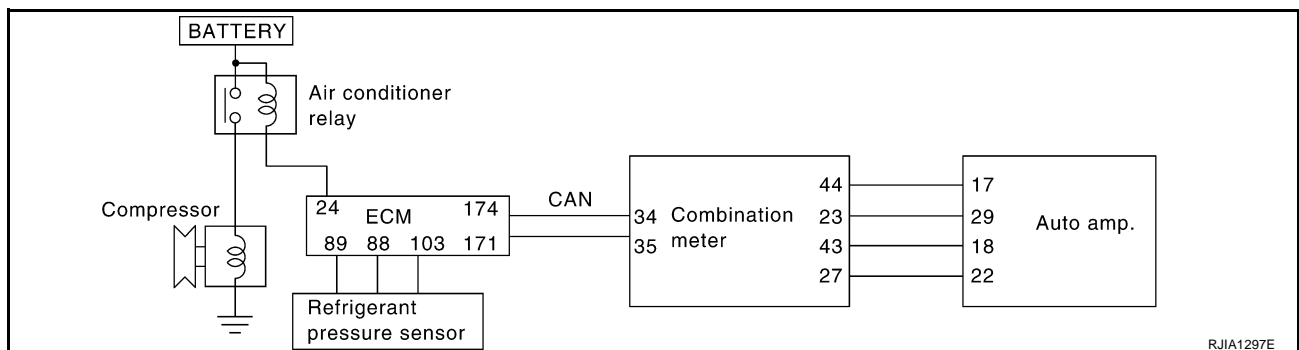 BATTERY
Air conditioner
relay
Compressor
24
ECM
174
89
88
103
171
CAN
Refrigerant
pressure sensor
34
35
Combination
meter
44
23
43
27
17
29
18
22
Auto amp.
RJIA1297E